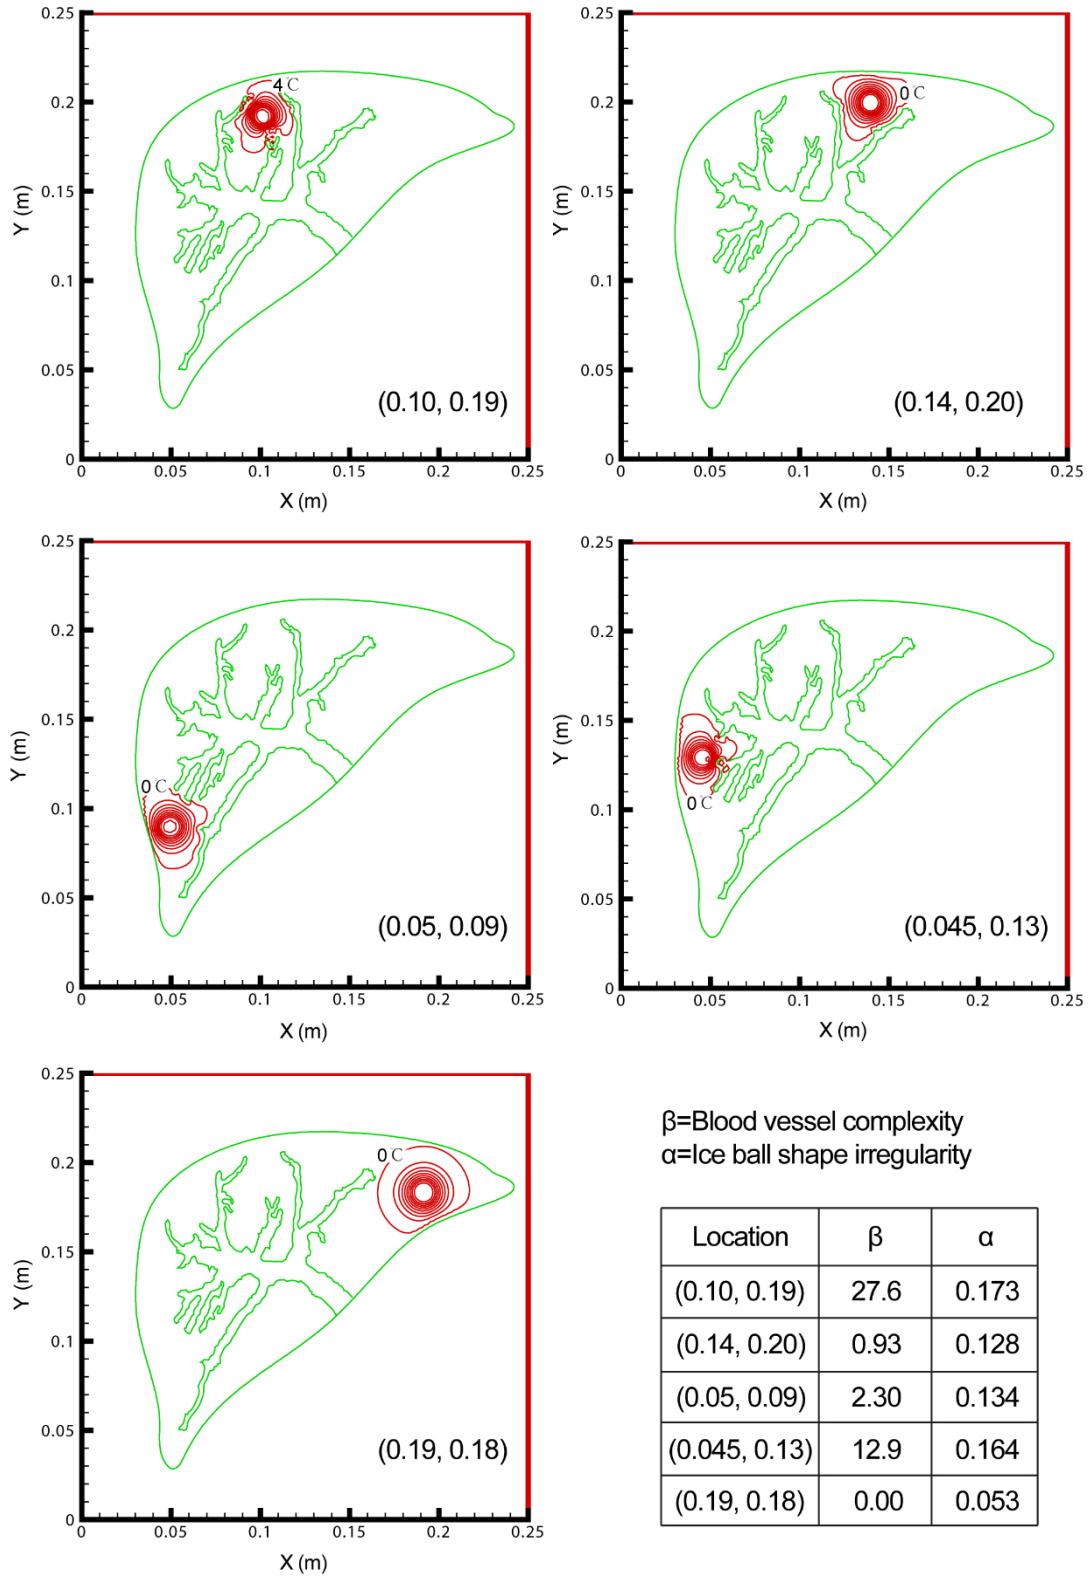 0.25
0.2
0.15
0.1
0.05
0
Y (m)
4℃
(0.10, 0.19)
0 0.05 0.1 0.15 0.2 0.25
X (m)
0.25
0.2
0.15
0.1
0.05
0
Y (m)
0℃
(0.14, 0.20)
0 0.05 0.1 0.15 0.2 0.25
X (m)
0.25
0.2
0.15
0.1
0.05
0
Y (m)
0℃
(0.05, 0.09)
0 0.05 0.1 0.15 0.2 0.25
X (m)
0.25
0.2
0.15
0.1
0.05
0
Y (m)
0℃
(0.045, 0.13)
0 0.05 0.1 0.15 0.2 0.25
X (m)
0.25
0.2
0.15
0.1
0.05
0
Y (m)
0℃
(0.19, 0.18)
0 0.05 0.1 0.15 0.2 0.25
X (m)
β=Blood vessel complexity
α=Ice ball shape irregularity
Location β α
(0.10, 0.19) 27.6 0.173
(0.14, 0.20) 0.93 0.128
(0.05, 0.09) 2.30 0.134
(0.045, 0.13) 12.9 0.164
(0.19, 0.18) 0.00 0.053